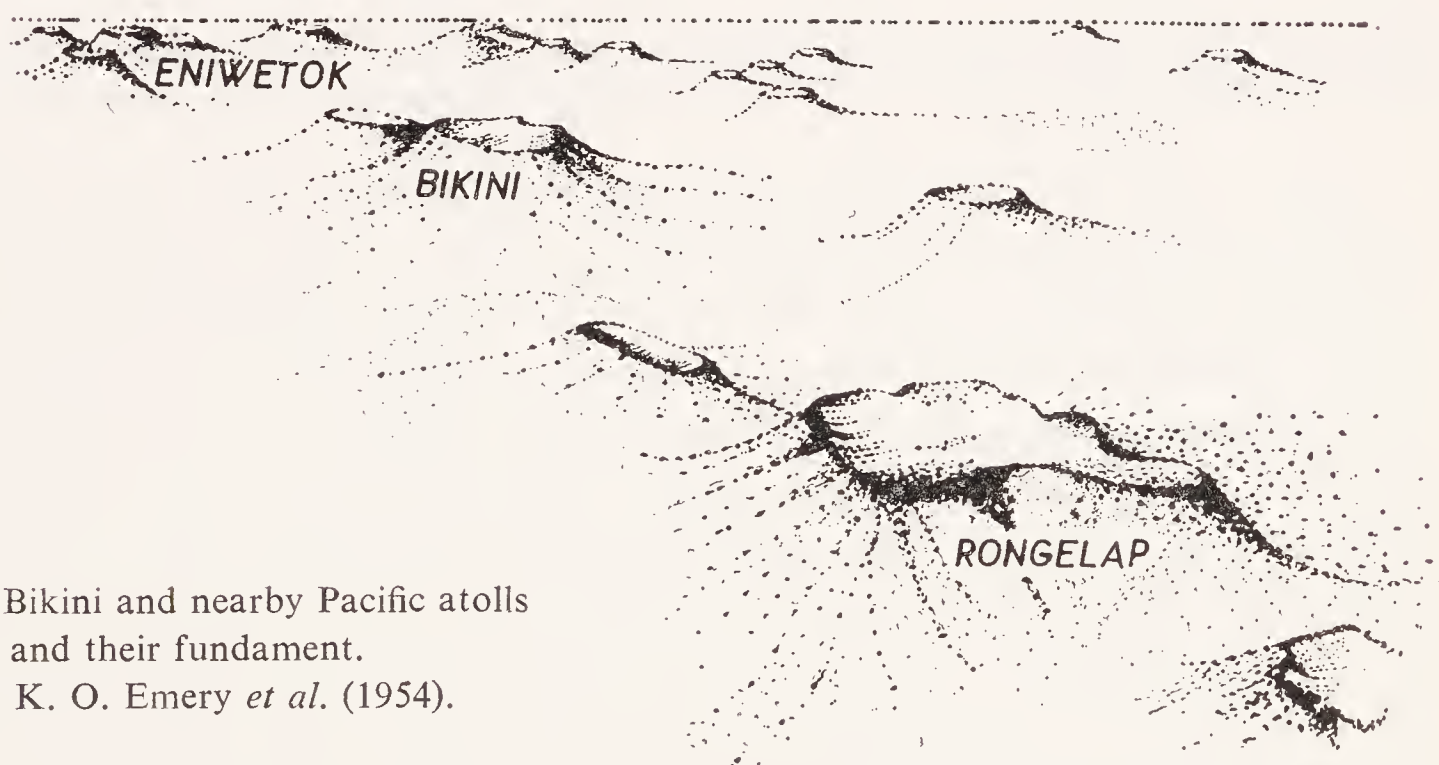 ENIWETOK
BIKINI
RONGELAP
Bikini and nearby Pacific atolls
and their fundament.
K. O. Emery et al. (1954).